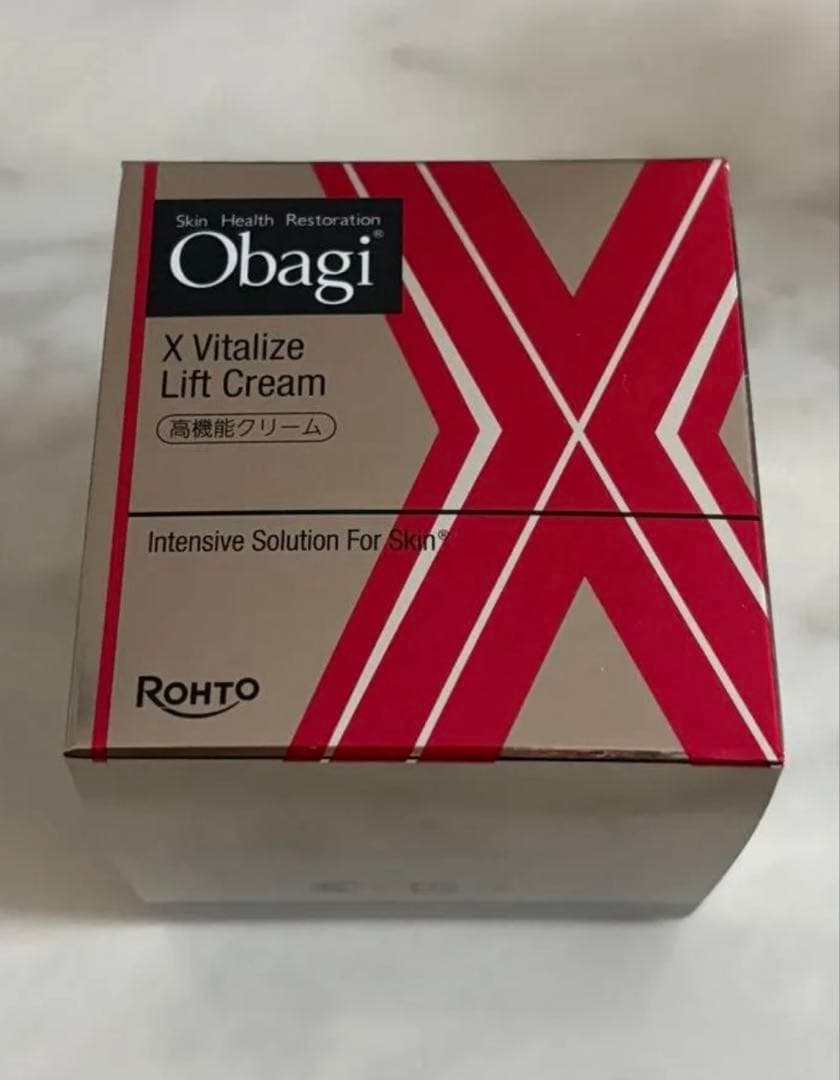 Skin Health Restoration
Obagi®
X Vitalize
Lift Cream
高機能クリーム
Intensive Solution For Skin®
ROHTO